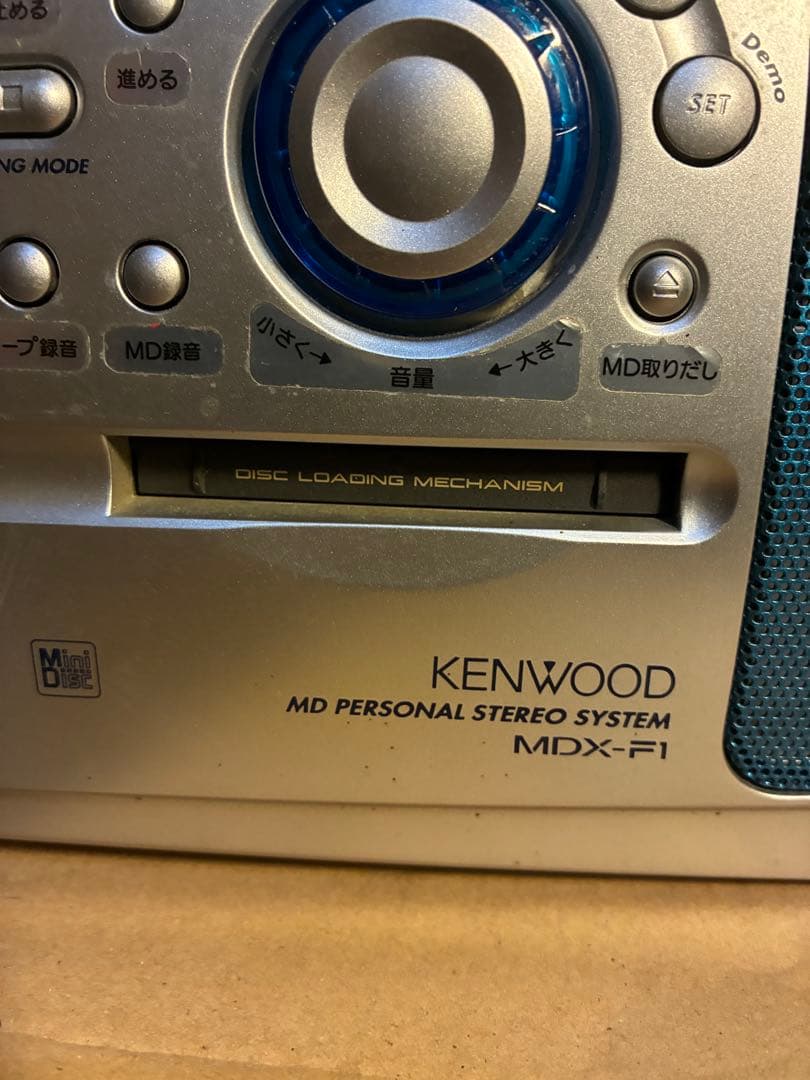 進める
SET
Demo
NG MODE
ープ録音
MD録音
小さく→
音量
←大きく
MD取りだし
DISC LOADING MECHANISM
Mini
Disc
KENWOOD
MD PERSONAL STEREO SYSTEM
MDX-F1